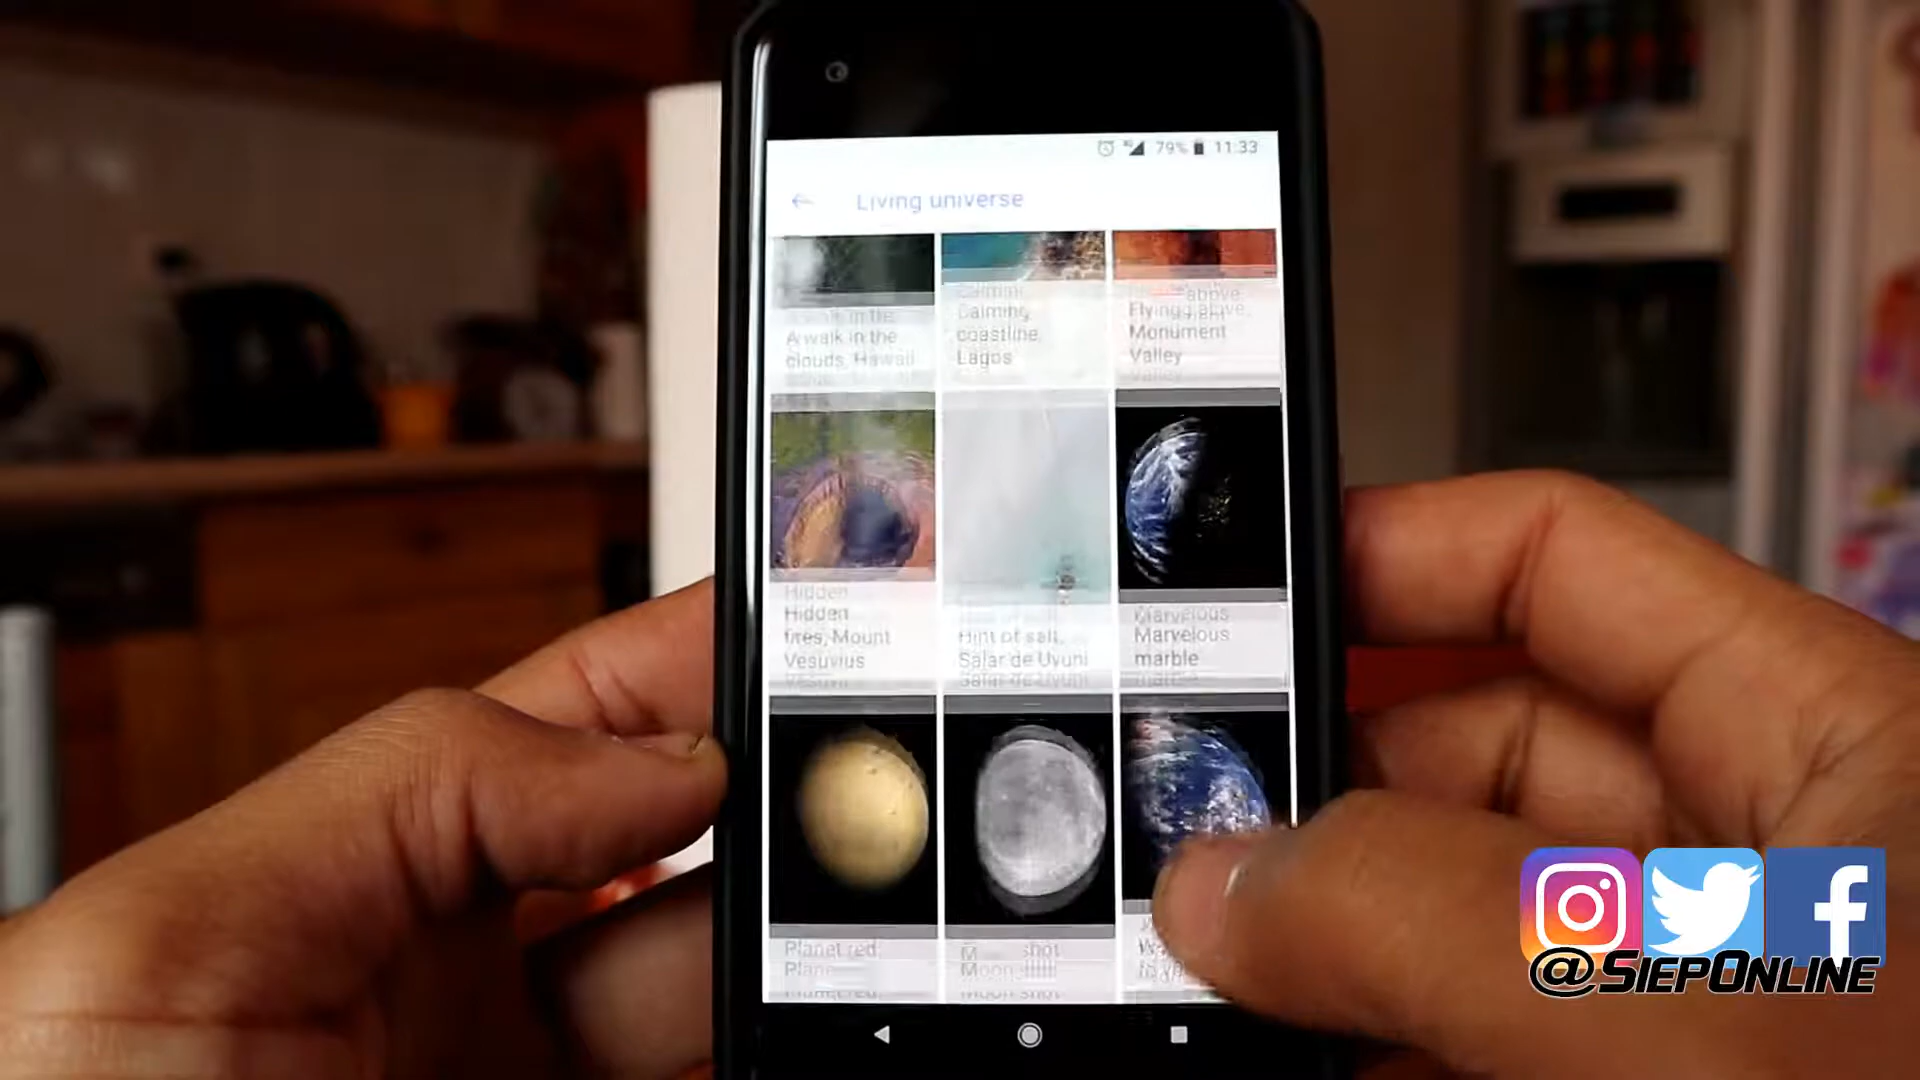 79% 11:33
Living universe
A walk in the
clouds, Hawaii
Calming
coastline,
Lagos
Flying above,
Monument
Valley
Hidden
fires, Mount
Vesuvius
Hint of salt,
Salar de Uyuni
Marvelous
marble
Planet red
Moon shot
@SiepOnline